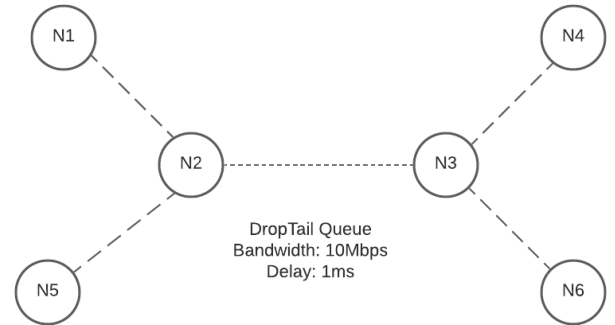 N1
N4
N2
N3
DropTail Queue
Bandwidth: 10Mbps
Delay: 1ms
N5
N6